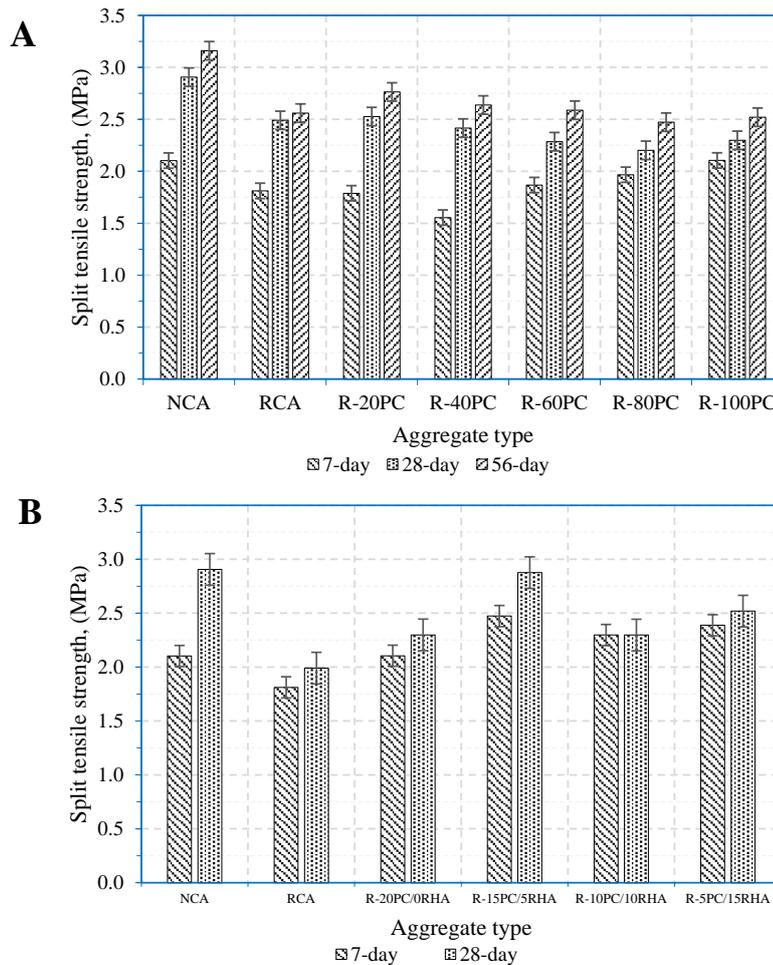 A
Split tensile strength, (MPa)
3.5
3.0
2.5
2.0
1.5
1.0
0.5
0.0
NCA RCA R-20PC R-40PC R-60PC R-80PC R-100PC
Aggregate type
7-day 28-day 56-day
B
Split tensile strength, (MPa)
3.5
3.0
2.5
2.0
1.5
1.0
0.5
0.0
NCA RCA R-20PC/0RHA R-15PC/5RHA R-10PC/10RHA R-5PC/15RHA
Aggregate type
7-day 28-day